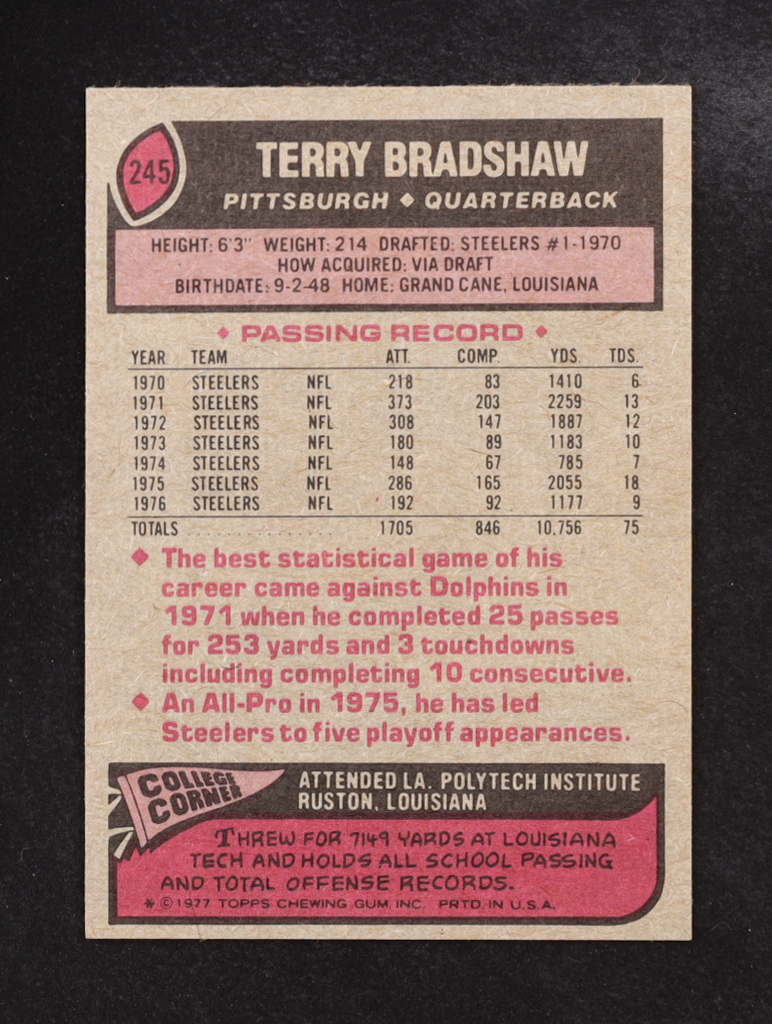 245
TERRY BRADSHAW
PITTSBURGH ◆ QUARTERBACK
HEIGHT: 6'3" WEIGHT: 214 DRAFTED: STEELERS #1-1970
HOW ACQUIRED: VIA DRAFT
BIRTHDATE: 9-2-48 HOME: GRAND CANE, LOUISIANA
◆ PASSING RECORD ◆
YEAR TEAM ATT. COMP. YDS. TDS.
1970 STEELERS NFL 218 83 1410 6
1971 STEELERS NFL 373 203 2259 13
1972 STEELERS NFL 308 147 1887 12
1973 STEELERS NFL 180 89 1183 10
1974 STEELERS NFL 148 67 785 7
1975 STEELERS NFL 286 165 2055 18
1976 STEELERS NFL 192 92 1177 9
TOTALS . . . . . . . . . . . . . . . 1705 846 10,756 75
◆ The best statistical game of his
career came against Dolphins in
1971 when he completed 25 passes
for 253 yards and 3 touchdowns
including completing 10 consecutive.
◆ An All-Pro in 1975, he has led
Steelers to five playoff appearances.
COLLEGE
CORNER
ATTENDED LA. POLYTECH INSTITUTE
RUSTON, LOUISIANA
THREW FOR 7149 YARDS AT LOUISIANA
TECH AND HOLDS ALL SCHOOL PASSING
AND TOTAL OFFENSE RECORDS.
* © 1977 TOPPS CHEWING GUM, INC. PRTD. IN U.S.A.